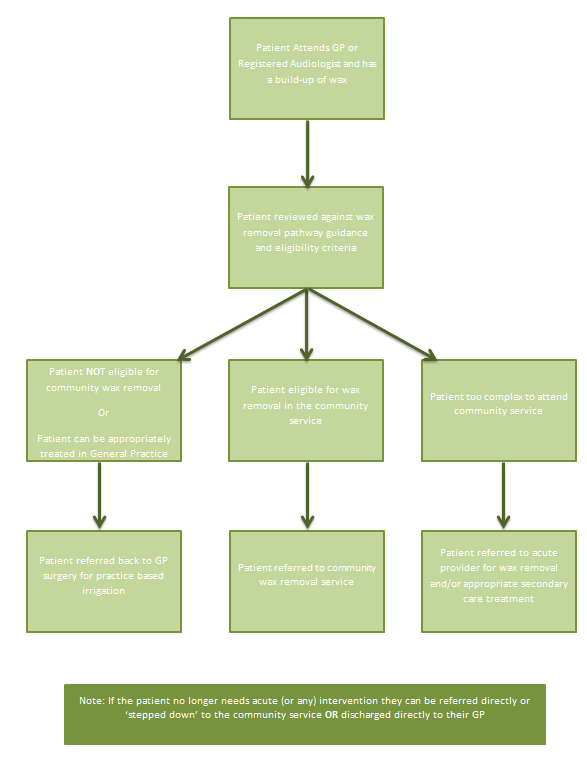 Patient Attends GP or
Registered Audiologist and has
a build-up of wax
Patient reviewed against wax
removal pathway guidance
and eligibility criteria
Patient NOT eligible for
community wax removal
Or
Patient can be appropriately
treated in General Practice
Patient eligible for wax
removal in the community
service
Patient too complex to attend
community service
Patient referred back to GP
surgery for practice based
irrigation
Patient referred to community
wax removal service
Patient referred to acute
provider for wax removal
and/or appropriate secondary
care treatment
Note: If the patient no longer needs acute (or any) intervention they can be referred directly or
‘stepped down’ to the community service OR discharged directly to their GP